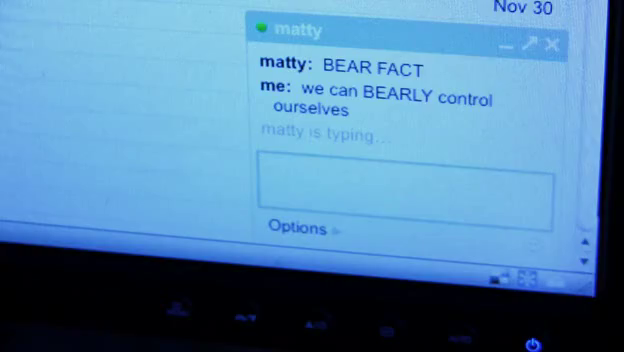 Nov 30
matty
matty: BEAR FACT
me: we can BEARLY control
ourselves
matty is typing...
Options